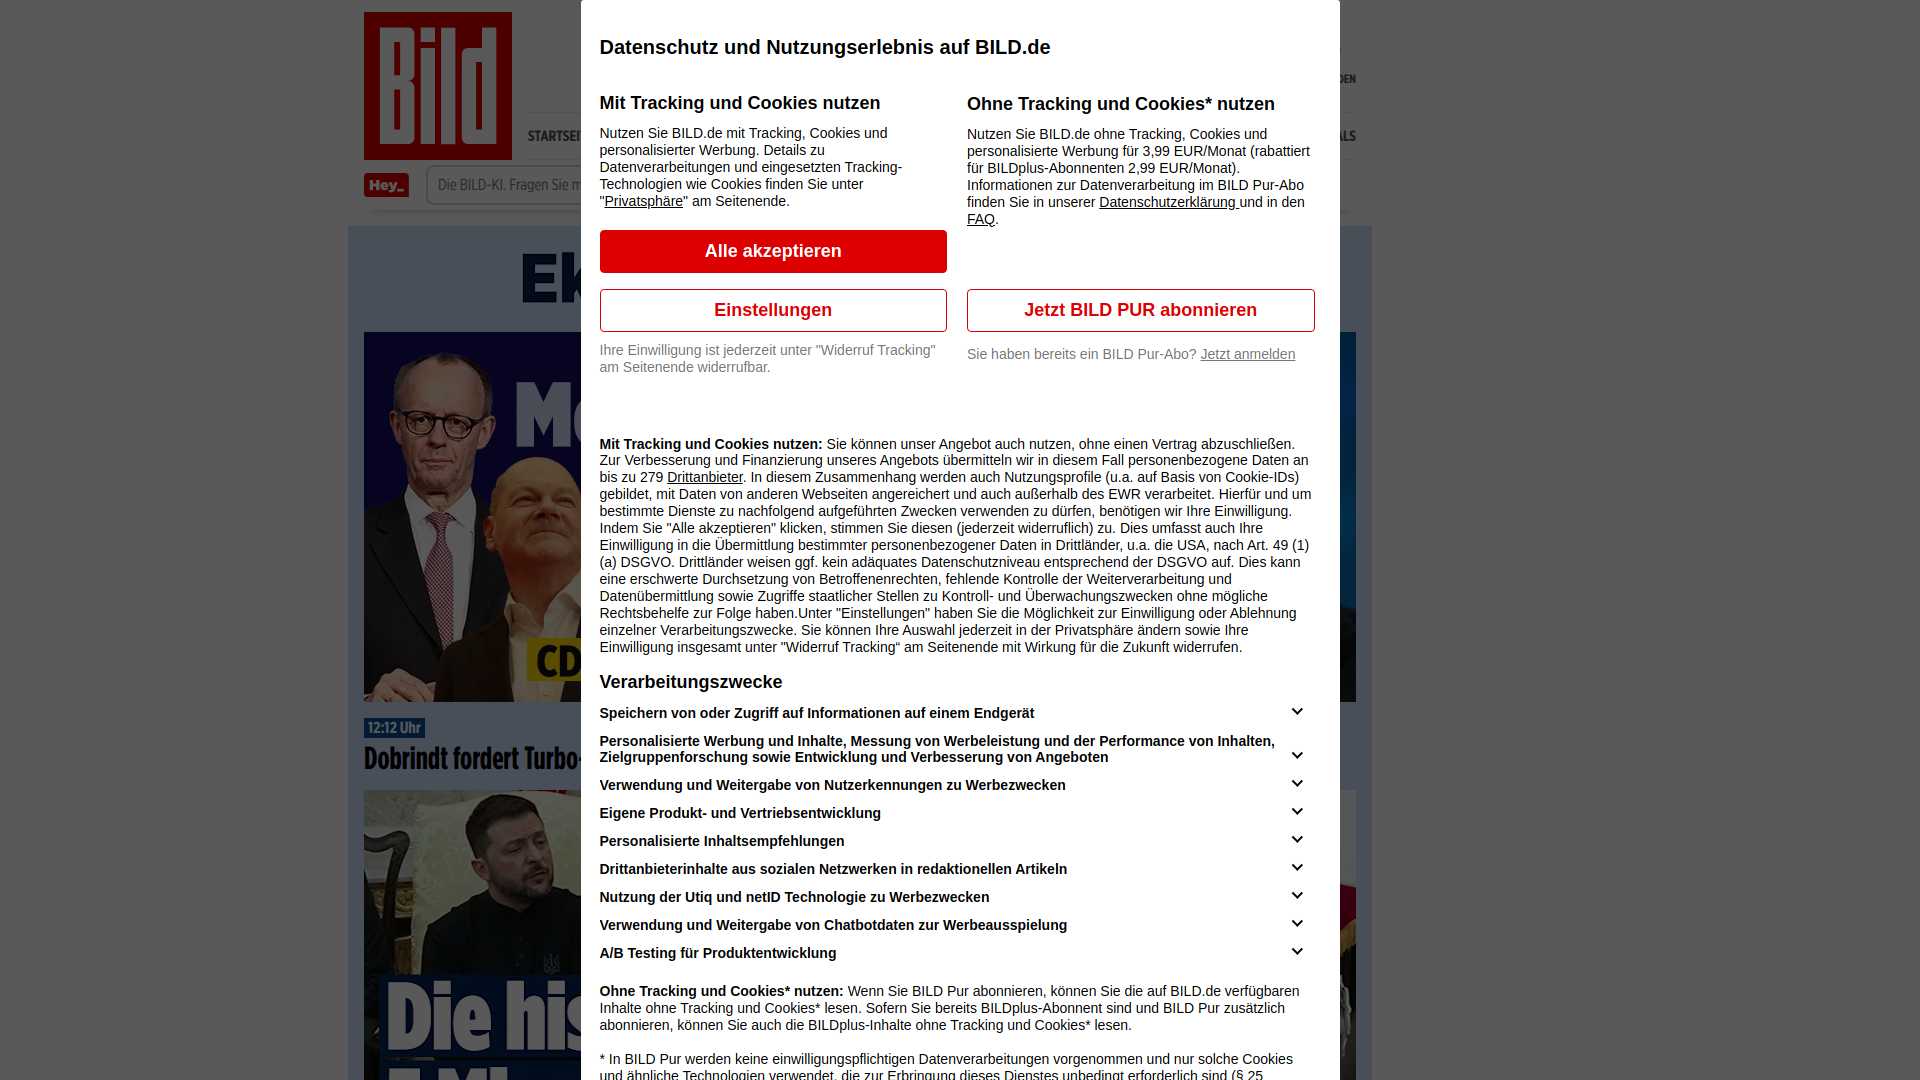 Bild
Datenschutz und Nutzungserlebnis auf BILD.de
Mit Tracking und Cookies nutzen
Nutzen Sie BILD.de mit Tracking, Cookies und
personalisierter Werbung. Details zu
Datenverarbeitungen und eingesetzten Tracking-
Technologien wie Cookies finden Sie unter
"Privatsphäre" am Seitenende.
Alle akzeptieren
Einstellungen
Ihre Einwilligung ist jederzeit unter "Widerruf Tracking"
am Seitenende widerrufbar.
Ohne Tracking und Cookies* nutzen
Nutzen Sie BILD.de ohne Tracking, Cookies und
personalisierte Werbung für 3,99 EUR/Monat (rabattiert
für BILDplus-Abonnenten 2,99 EUR/Monat).
Informationen zur Datenverarbeitung im BILD Pur-Abo
finden Sie in unserer Datenschutzerklärung und in den
FAQ.
Jetzt BILD PUR abonnieren
Sie haben bereits ein BILD Pur-Abo? Jetzt anmelden
Mit Tracking und Cookies nutzen: Sie können unser Angebot auch nutzen, ohne einen Vertrag abzuschließen.
Zur Verbesserung und Finanzierung unseres Angebots übermitteln wir in diesem Fall personenbezogene Daten an
bis zu 279 Drittanbieter. In diesem Zusammenhang werden auch Nutzungsprofile (u.a. auf Basis von Cookie-IDs)
gebildet, mit Daten von anderen Webseiten angereichert und auch außerhalb des EWR verarbeitet. Hierfür und um
bestimmte Dienste zu nachfolgend aufgeführten Zwecken verwenden zu dürfen, benötigen wir Ihre Einwilligung.
Indem Sie "Alle akzeptieren" klicken, stimmen Sie diesen (jederzeit widerruflich) zu. Dies umfasst auch Ihre
Einwilligung in die Übermittlung bestimmter personenbezogener Daten in Drittländer, u.a. die USA, nach Art. 49 (1)
(a) DSGVO. Drittländer weisen ggf. kein adäquates Datenschutzniveau entsprechend der DSGVO auf. Dies kann
eine erschwerte Durchsetzung von Betroffenenrechten, fehlende Kontrolle der Weiterverarbeitung und
Datenübermittlung sowie Zugriffe staatlicher Stellen zu Kontroll- und Überwachungszwecken ohne mögliche
Rechtsbehelfe zur Folge haben.Unter "Einstellungen" haben Sie die Möglichkeit zur Einwilligung oder Ablehnung
einzelner Verarbeitungszwecke. Sie können Ihre Auswahl jederzeit in der Privatsphäre ändern sowie Ihre
Einwilligung insgesamt unter "Widerruf Tracking“ am Seitenende mit Wirkung für die Zukunft widerrufen.
Verarbeitungszwecke
Speichern von oder Zugriff auf Informationen auf einem Endgerät
Personalisierte Werbung und Inhalte, Messung von Werbeleistung und der Performance von Inhalten,
Zielgruppenforschung sowie Entwicklung und Verbesserung von Angeboten
Verwendung und Weitergabe von Nutzerkennungen zu Werbezwecken
Eigene Produkt- und Vertriebsentwicklung
Personalisierte Inhaltsempfehlungen
Drittanbieterinhalte aus sozialen Netzwerken in redaktionellen Artikeln
Nutzung der Utiq und netID Technologie zu Werbezwecken
Verwendung und Weitergabe von Chatbotdaten zur Werbeausspielung
A/B Testing für Produktentwicklung
Ohne Tracking und Cookies* nutzen: Wenn Sie BILD Pur abonnieren, können Sie die auf BILD.de verfügbaren
Inhalte ohne Tracking und Cookies* lesen. Sofern Sie bereits BILDplus-Abonnent sind und BILD Pur zusätzlich
abonnieren, können Sie auch die BILDplus-Inhalte ohne Tracking und Cookies* lesen.
* In BILD Pur werden keine einwilligungspflichtigen Datenverarbeitungen vorgenommen und nur solche Cookies
und ähnliche Technologien verwendet, die zur Erbringung dieses Dienstes unbedingt erforderlich sind (§ 25
STARTSEI
Hey_
Die BILD-KI. Fragen Sie m
Ek
CD
12:12 Uhr
Dobrindt fordert Turbo-
Die his
DEN
ALS